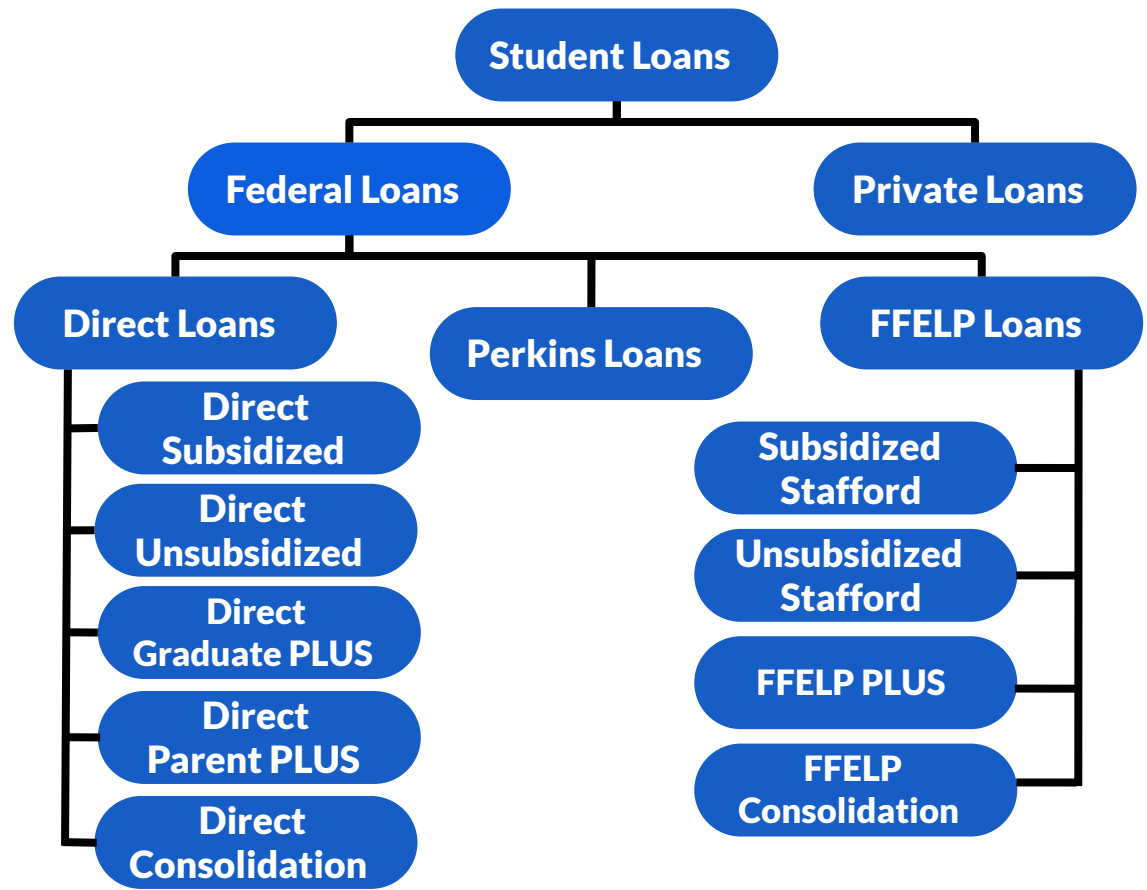 Student Loans
Federal Loans
Private Loans
Direct Loans
Perkins Loans
FFELP Loans
Direct
Subsidized
Direct
Unsubsidized
Direct
Graduate PLUS
Direct
Parent PLUS
Direct
Consolidation
Subsidized
Stafford
Unsubsidized
Stafford
FFELP PLUS
FFELP
Consolidation